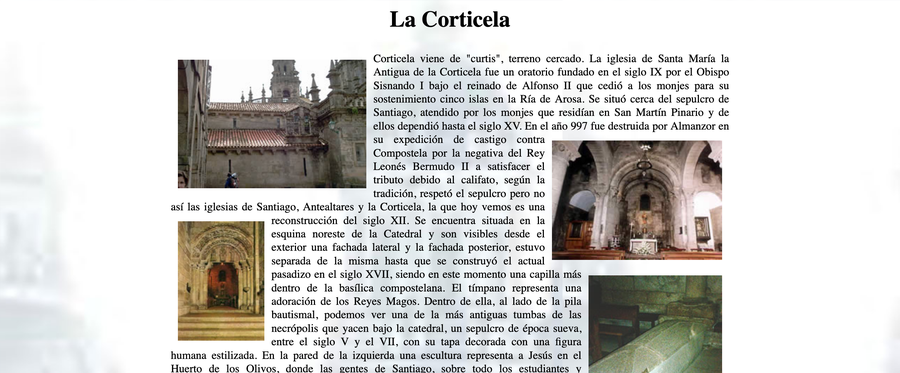 La Corticela
Corticela viene de "curtis", terreno cercado. La iglesia de Santa María la
Antigua de la Corticela fue un oratorio fundado en el siglo IX por el Obispo
Sisnando I bajo el reinado de Alfonso II que cedió a los monjes para su
sostenimiento cinco islas en la Ría de Arosa. Se situó cerca del sepulcro de
Santiago, atendido por los monjes que residían en San Martín Pinario y de
ellos dependió hasta el siglo XV. En el año 997 fue destruida por Almanzor en
su expedición de castigo contra
Compostela por la negativa del Rey
Leonés Bermudo II a satisfacer el
tributo debido al califato, según la
tradición, respetó el sepulcro pero no
así las iglesias de Santiago, Antealtares y la Corticela, la que hoy vemos es una
reconstrucción del siglo XII. Se encuentra situada en la
esquina noreste de la Catedral y son visibles desde el
exterior una fachada lateral y la fachada posterior, estuvo
separada de la misma hasta que se construyó el actual
pasadizo en el siglo XVII, siendo en este momento una capilla más
dentro de la basílica compostelana. El tímpano representa una
adoración de los Reyes Magos. Dentro de ella, al lado de la pila
bautismal, podemos ver una de la más antiguas tumbas de las
necrópolis que yacen bajo la catedral, un sepulcro de época sueva,
entre el siglo V y el VII, con su tapa decorada con una figura
humana estilizada. En la pared de la izquierda una escultura representa a Jesús en el
Huerto de los Olivos, donde las gentes de Santiago, sobre todo los estudiantes y